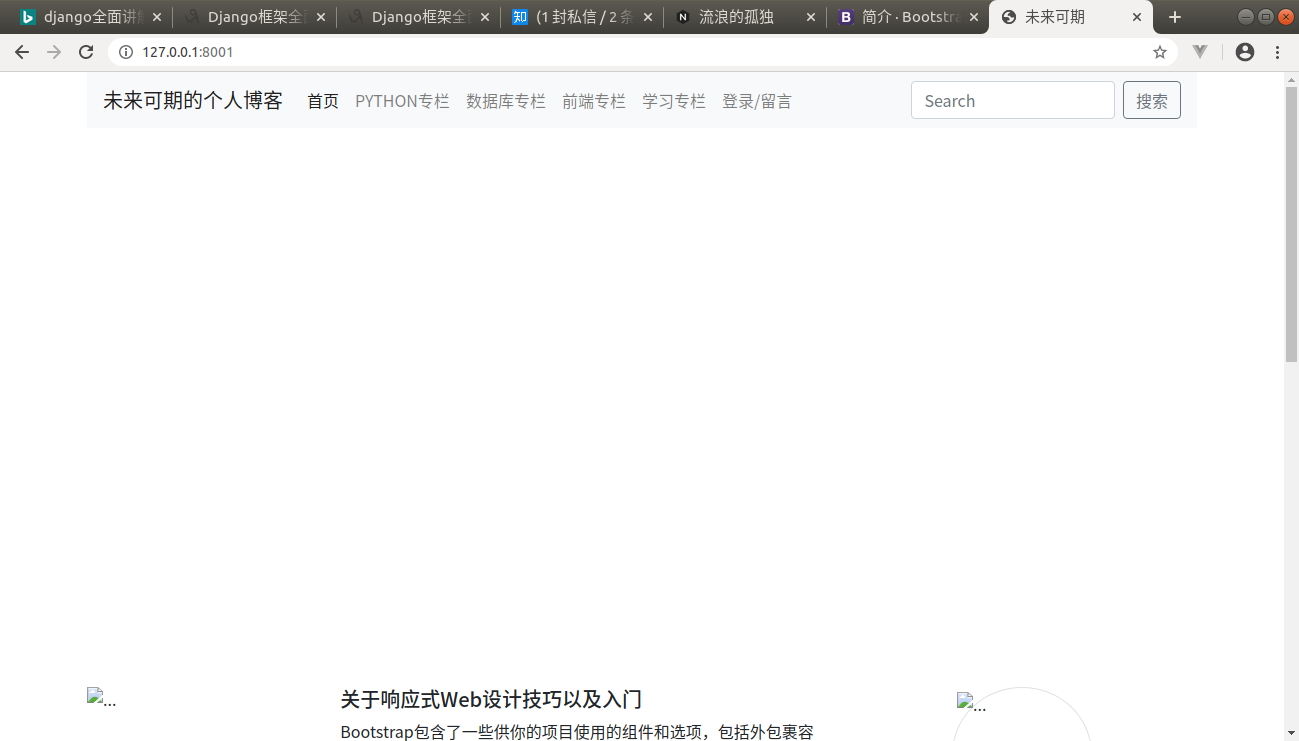 django全面讲解
Django框架全
Django框架全
(1 封私信 / 2 条
流浪的孤独
简介 · Bootstra
未来可期
127.0.0.1:8001
未来可期的个人博客 首页 PYTHON专栏 数据库专栏 前端专栏 学习专栏 登录/留言 Search 搜索
...
关于响应式Web设计技巧以及入门
Bootstrap包含了一些供你的项目使用的组件和选项，包括外包裹容
...